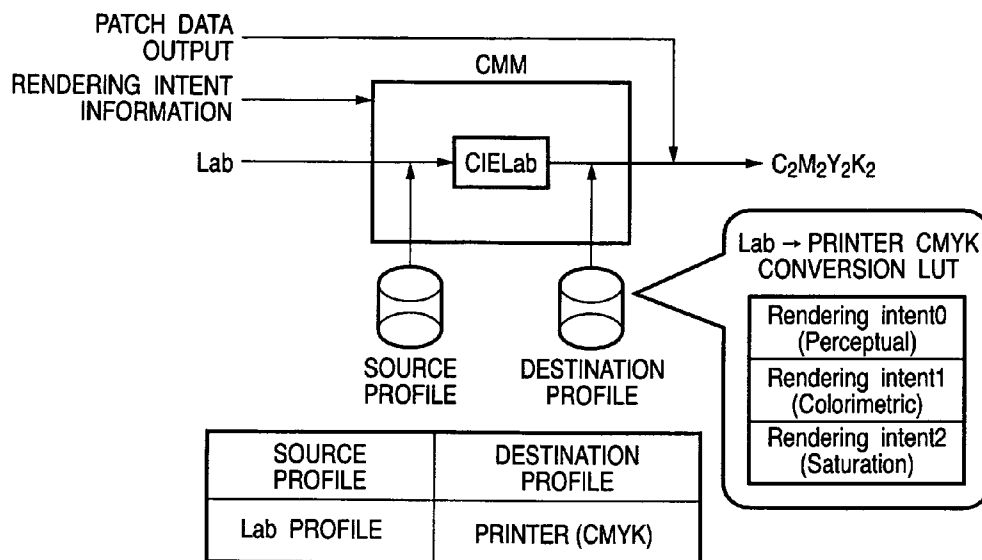 PATCH DATA
OUTPUT
CMM
RENDERING INTENT
INFORMATION
Lab
CIELab
C₂M₂Y₂K₂
Lab → PRINTER CMYK
CONVERSION LUT
Rendering intent0
(Perceptual)
Rendering intent1
(Colorimetric)
Rendering intent2
(Saturation)
SOURCE
PROFILE
DESTINATION
PROFILE
SOURCE
PROFILE
DESTINATION
PROFILE
Lab PROFILE
PRINTER (CMYK)